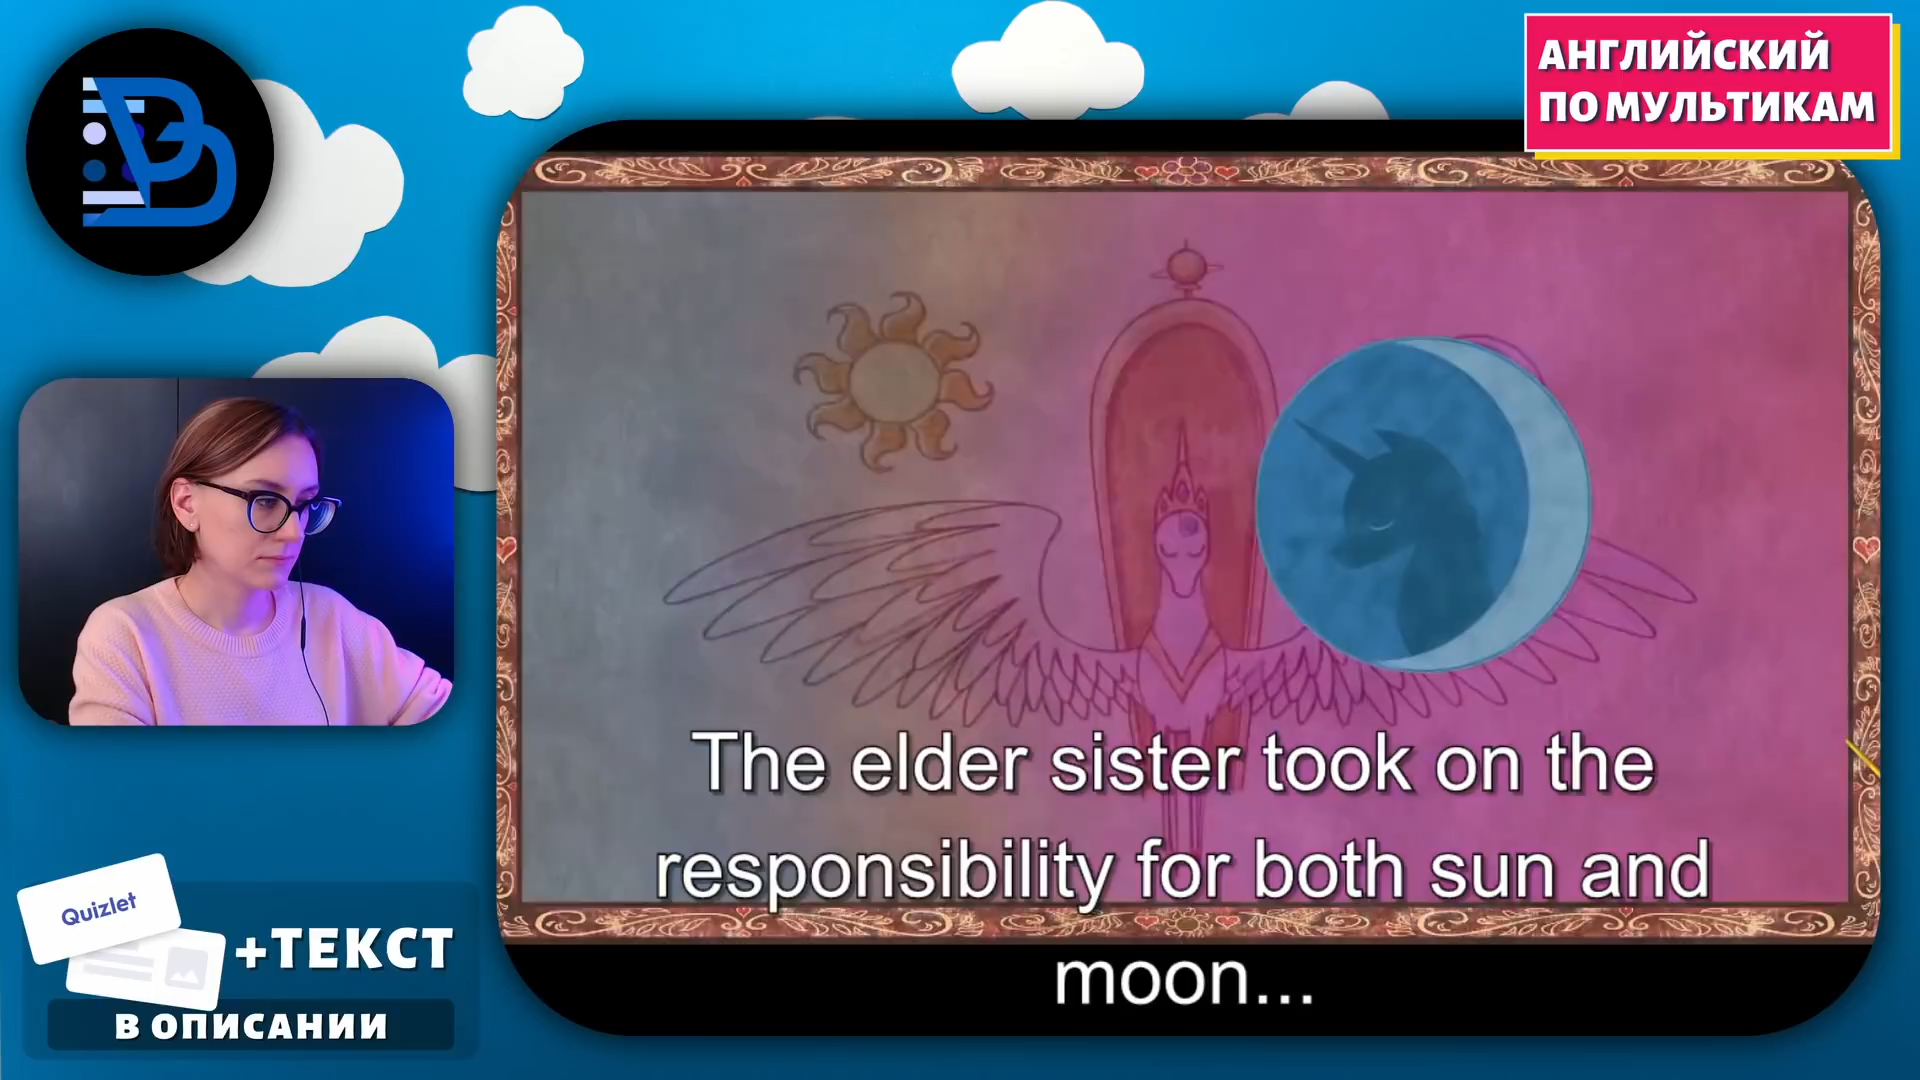 АНГЛИЙСКИЙ
ПО МУЛЬТИКАМ
The elder sister took on the
responsibility for both sun and
moon...
Quizlet
+ТЕКСТ
В ОПИСАНИИ